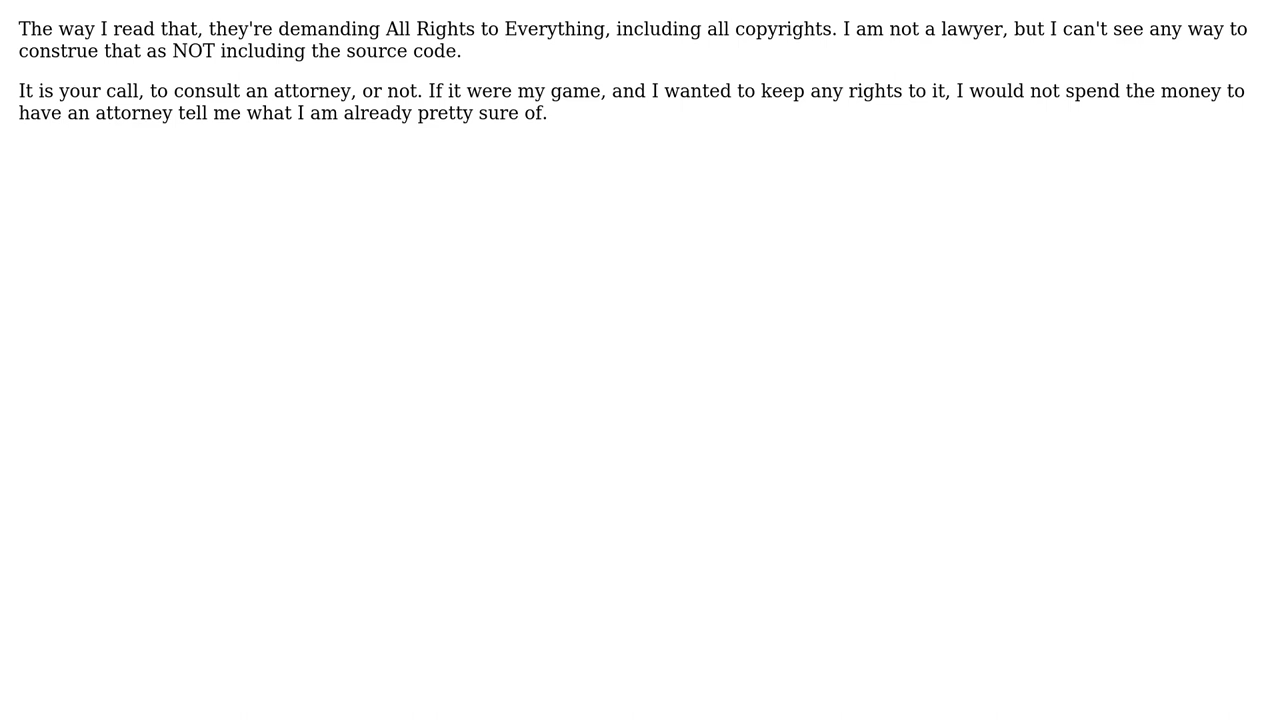 The way I read that, they're demanding All Rights to Everything, including all copyrights. I am not a lawyer, but I can't see any way to
construe that as NOT including the source code.
It is your call, to consult an attorney, or not. If it were my game, and I wanted to keep any rights to it, I would not spend the money to
have an attorney tell me what I am already pretty sure of.